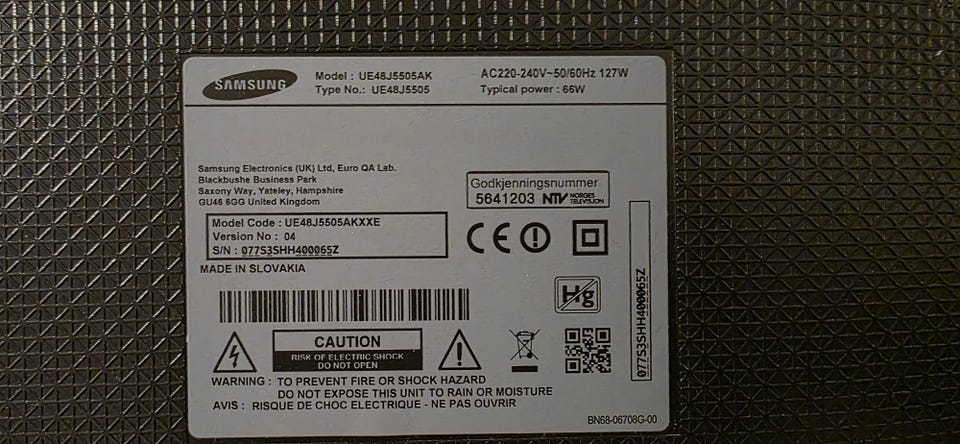 SAMSUNG
Model : UE48J5505AK
Type No.: UE48J5505
AC220-240V~50/60Hz 127W
Typical power : 66W
Samsung Electronics (UK) Ltd, Euro QA Lab.
Blackbushe Business Park
Saxony Way, Yateley, Hampshire
GU46 6GG United Kingdom
Model Code : UE48J5505AKXXE
Version No : 04
S/N : 077S3SHH400065Z
MADE IN SLOVAKIA
Godkjenningsnummer
5641203 NTV NORGES
TELEVISJON
CE
Hg
077S3SHH400065Z
CAUTION
RISK OF ELECTRIC SHOCK
DO NOT OPEN
WARNING : TO PREVENT FIRE OR SHOCK HAZARD
DO NOT EXPOSE THIS UNIT TO RAIN OR MOISTURE
AVIS : RISQUE DE CHOC ELECTRIQUE - NE PAS OUVRIR
BN68-06708G-00